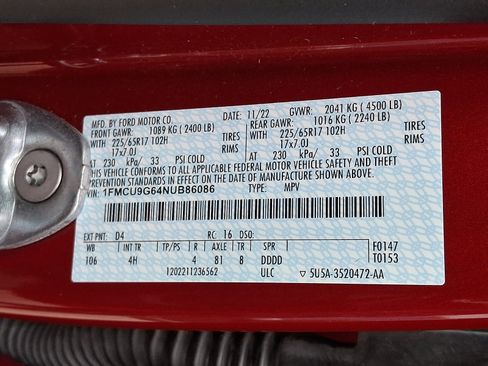 MFD. BY FORD MOTOR CO. 11/22 GVWR: 2041 KG ( 4500 LB)
FRONT GAWR: 1089 KG ( 2400 LB) REAR GAWR: 1016 KG ( 2240 LB)
225/65R17 102H TIRES 225/65R17 102H TIRES
17x7.0J RIMS 17x7.0J RIMS
AT 230 kPa/ 33 PSI COLD AT 230 kPa/ 33 PSI COLD
THIS VEHICLE CONFORMS TO ALL APPLICABLE FEDERAL MOTOR VEHICLE SAFETY AND THEFT PREVENTION STANDARDS IN EFFECT ON THE DATE OF MANUFACTURE SHOWN ABOVE.
VIN: 1FMCU9G64NUB86086 TYPE: MPV
EXT PNT: D4 RC: 16 DSO: F0147
WB INT TR TP/PS R AXLE TR SPR T0153
106 4H 4 81 8 DDDD
1202211236562 ULC ▽ 5U5A-3520472-AA